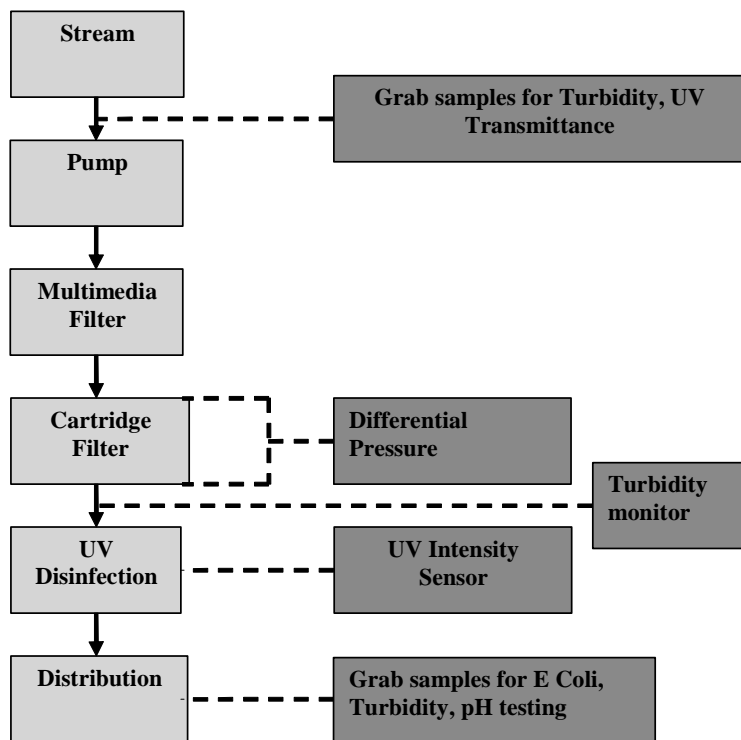 Stream
Grab samples for Turbidity, UV
Transmittance
Pump
Multimedia
Filter
Cartridge
Filter
Differential
Pressure
Turbidity
monitor
UV
Disinfection
UV Intensity
Sensor
Distribution
Grab samples for E Coli,
Turbidity, pH testing